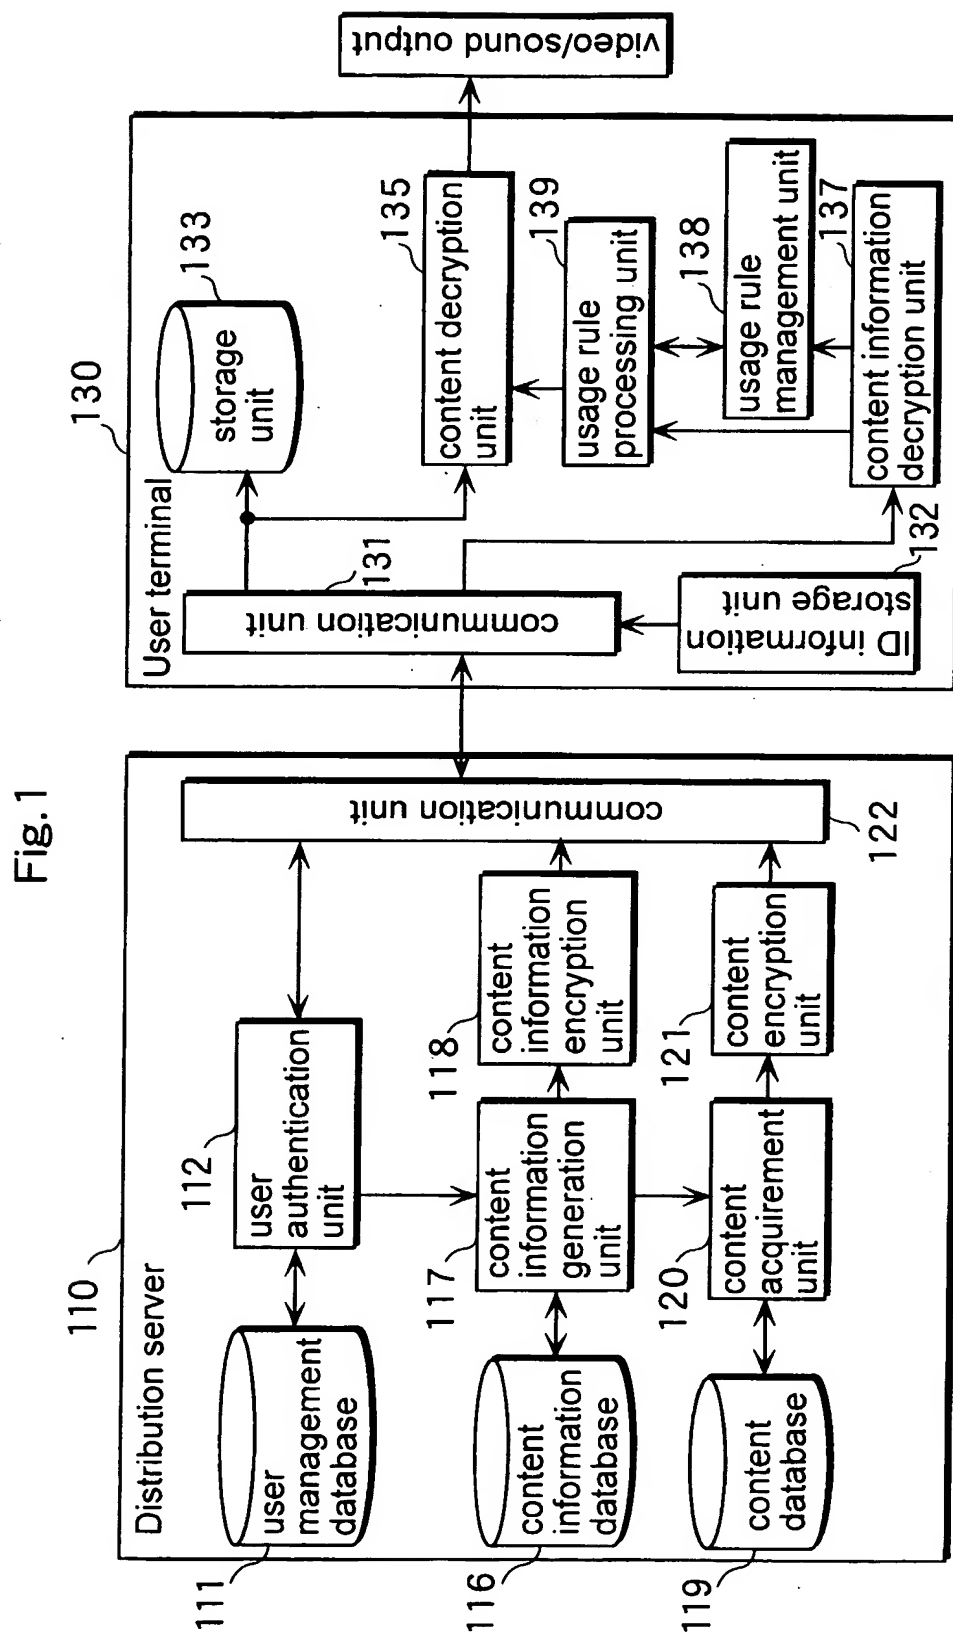 Fig.1
110
Distribution server
111
user
management
database
112
user
authentication
unit
116
content
information
database
117
content
information
generation
unit
118
content
information
encryption
unit
119
content
database
120
content
acquirement
unit
121
content
encryption
unit
communication unit
122
130
User terminal
communication
unit
131
133
storage
unit
135
content decryption
unit
139
usage rule
processing unit
138
usage rule
management unit
137
content information
decryption unit
ID information
storage unit
132
video/sound output